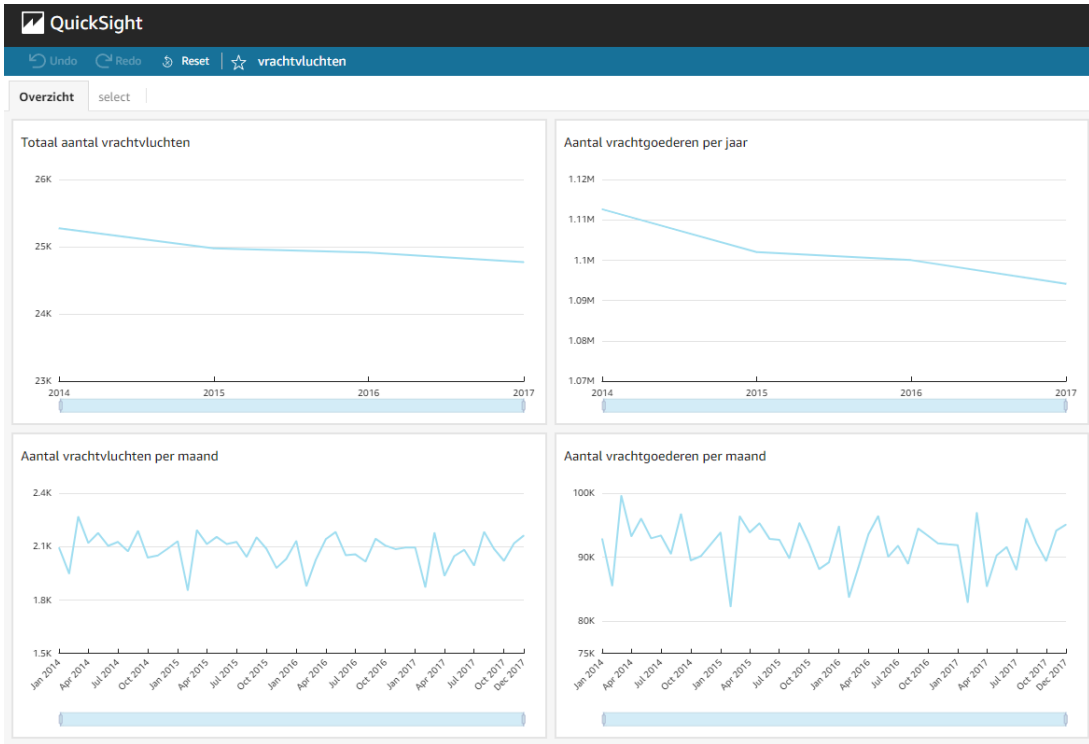 QuickSight
Undo Redo Reset vrachtvluchten
Overzicht select
Totaal aantal vrachtvluchten
26K
25K
24K
23K
2014 2015 2016 2017
Aantal vrachtgoederen per jaar
1.12M
1.11M
1.1M
1.09M
1.08M
1.07M
2014 2015 2016 2017
Aantal vrachtvluchten per maand
2.4K
2.1K
1.8K
1.5K
Jan 2014 Apr 2014 Jul 2014 Oct 2014 Jan 2015 Apr 2015 Jul 2015 Oct 2015 Jan 2016 Apr 2016 Jul 2016 Oct 2016 Jan 2017 Apr 2017 Jul 2017 Oct 2017 Dec 2017
Aantal vrachtgoederen per maand
100K
90K
80K
75K
Jan 2014 Apr 2014 Jul 2014 Oct 2014 Jan 2015 Apr 2015 Jul 2015 Oct 2015 Jan 2016 Apr 2016 Jul 2016 Oct 2016 Jan 2017 Apr 2017 Jul 2017 Oct 2017 Dec 2017